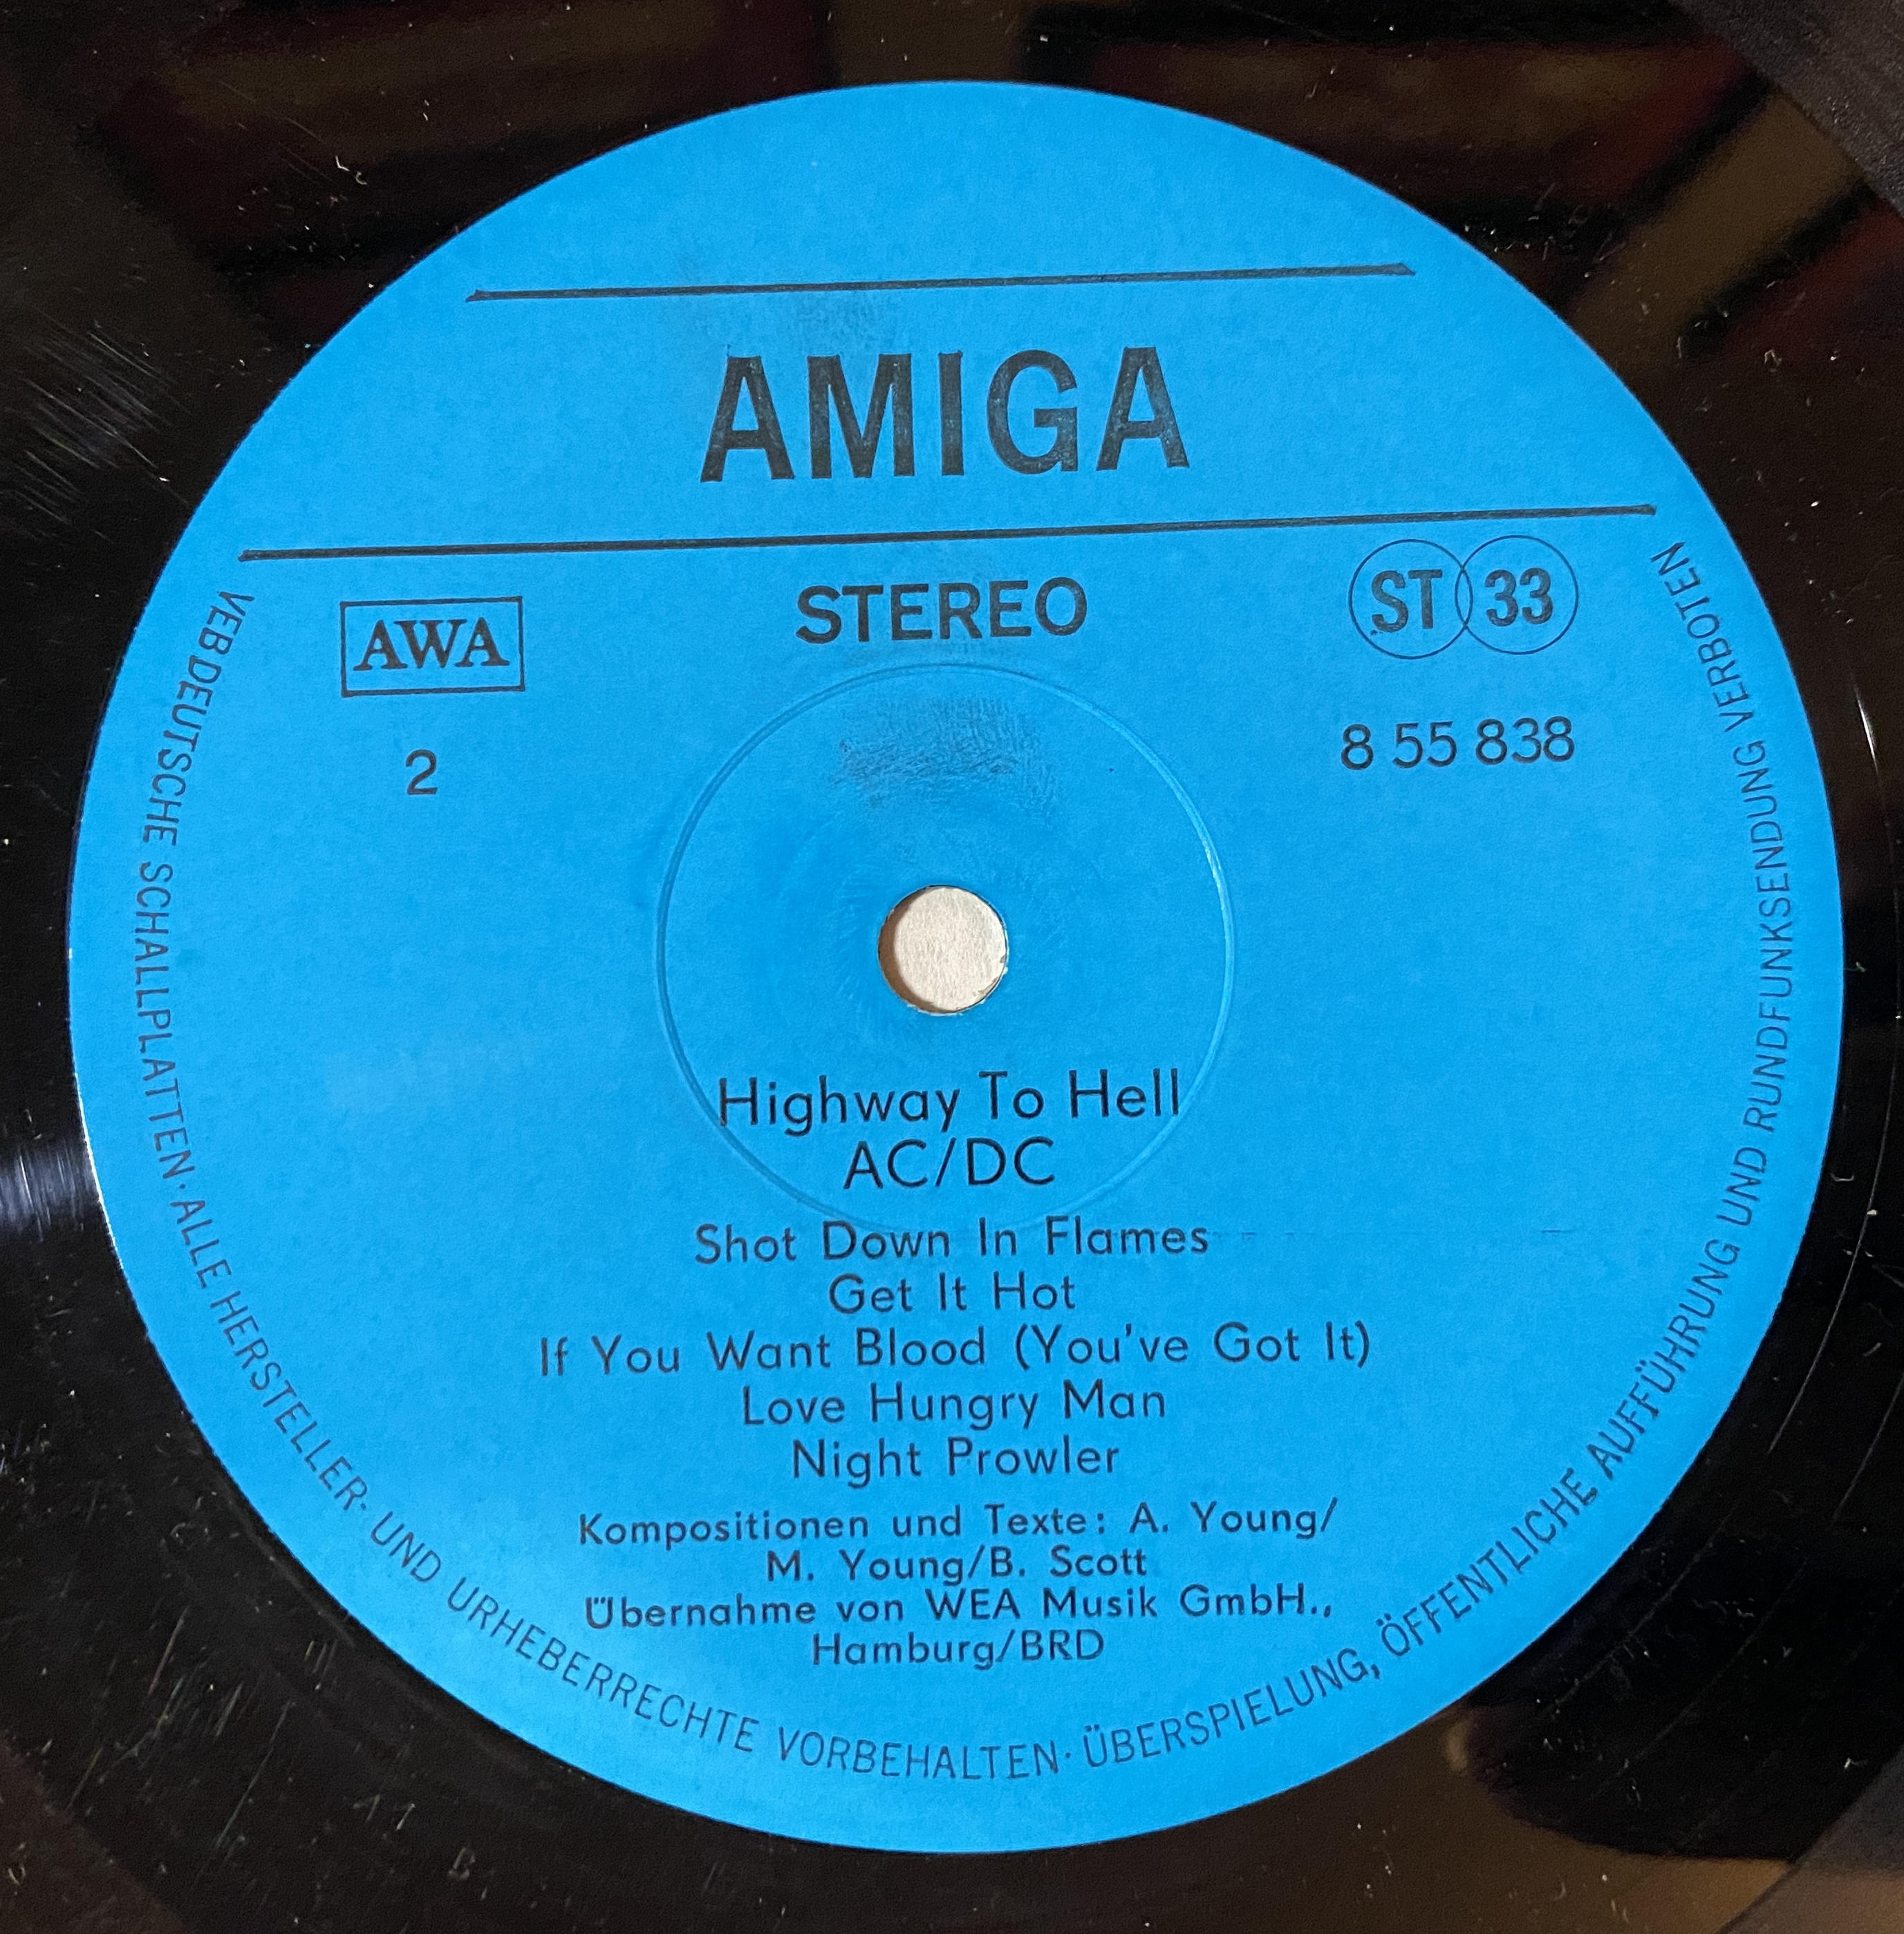 AMIGA
STEREO
AWA
ST 33
2
8 55 838
Highway To Hell
AC/DC
Shot Down In Flames
Get It Hot
If You Want Blood (You've Got It)
Love Hungry Man
Night Prowler
Kompositionen und Texte: A. Young/
M. Young/B. Scott
Übernahme von WEA Musik GmbH.,
Hamburg/BRD
VEB DEUTSCHE SCHALLPLATTEN · ALLE HERSTELLER- UND URHEBERRECHTE VORBEHALTEN · ÜBERSPIELUNG, ÖFFENTLICHE AUFFÜHRUNG UND RUNDFUNKSENDUNG VERBOTEN